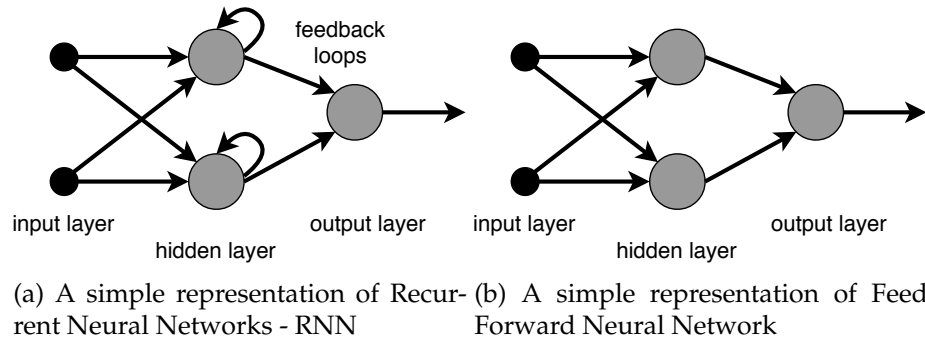 feedback
loops
input layer
output layer
hidden layer
input layer
output layer
hidden layer
(a) A simple representation of Recur-
rent Neural Networks - RNN
(b) A simple representation of Feed
Forward Neural Network